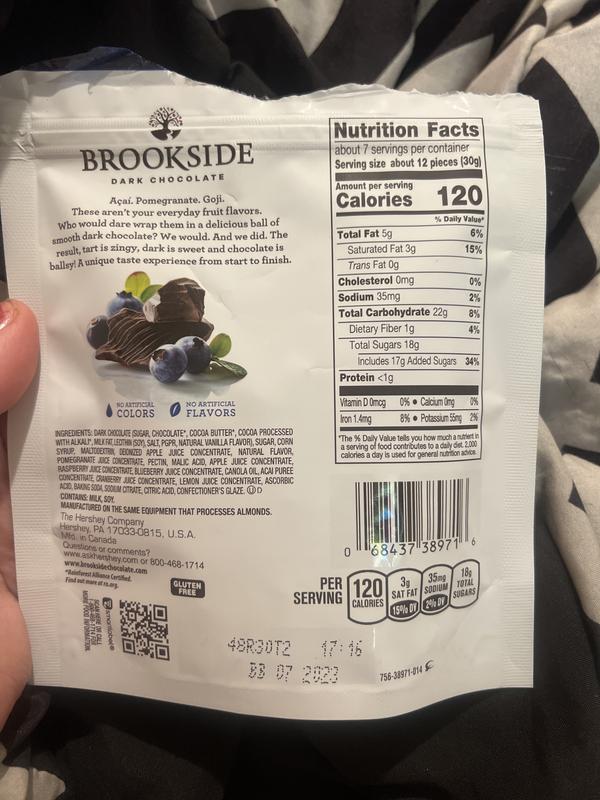 BROOKSIDE
DARK CHOCOLATE
Açaí. Pomegranate. Goji.
These aren't your everyday fruit flavors.
Who would dare wrap them in a delicious ball of
smooth dark chocolate? We would. And we did. The
result, tart is zingy, dark is sweet and chocolate is
ballsy! A unique taste experience from start to finish.
NO ARTIFICIAL
COLORS
NO ARTIFICIAL
FLAVORS
INGREDIENTS: DARK CHOCOLATE (SUGAR, CHOCOLATE*, COCOA BUTTER*, COCOA PROCESSED
WITH ALKALI*, MILK FAT, LECITHIN (SOY), SALT, PGPR, NATURAL VANILLA FLAVOR), SUGAR, CORN
SYRUP, MALTODEXTRIN, DEIONIZED APPLE JUICE CONCENTRATE, NATURAL FLAVOR,
POMEGRANATE JUICE CONCENTRATE, PECTIN, MALIC ACID, APPLE JUICE CONCENTRATE,
RASPBERRY JUICE CONCENTRATE, BLUEBERRY JUICE CONCENTRATE, CANOLA OIL, ACAI PUREE
CONCENTRATE, CRANBERRY JUICE CONCENTRATE, LEMON JUICE CONCENTRATE, ASCORBIC
ACID, BAKING SODA, SODIUM CITRATE, CITRIC ACID, CONFECTIONER'S GLAZE. Ⓤ D
CONTAINS: MILK, SOY.
MANUFACTURED ON THE SAME EQUIPMENT THAT PROCESSES ALMONDS.
The Hershey Company
Hershey, PA 17033-0815, U.S.A.
Mfd. in Canada
Questions or comments?
www.askhershey.com or 800-468-1714
www.brooksidechocolate.com
*Rainforest Alliance Certified.
Find out more at ra.org.
GLUTEN
FREE
smartlabel®
SCAN HERE OR CALL
800-468-1714 FOR
MORE FOOD INFORMATION
Nutrition Facts
about 7 servings per container
Serving size about 12 pieces (30g)
Amount per serving
Calories 120
% Daily Value*
Total Fat 5g 6%
Saturated Fat 3g 15%
Trans Fat 0g
Cholesterol 0mg 0%
Sodium 35mg 2%
Total Carbohydrate 22g 8%
Dietary Fiber 1g 4%
Total Sugars 18g
Includes 17g Added Sugars 34%
Protein <1g
Vitamin D 0mcg 0% • Calcium 0mg 0%
Iron 1.4mg 8% • Potassium 55mg 2%
*The % Daily Value tells you how much a nutrient in
a serving of food contributes to a daily diet. 2,000
calories a day is used for general nutrition advice.
0 68437 38971 6
PER
SERVING
120
CALORIES
3g
SAT FAT
15% DV
35mg
SODIUM
2% DV
18g
TOTAL
SUGARS
48R30T2 17:16
BB 07 2023
756-38971-014